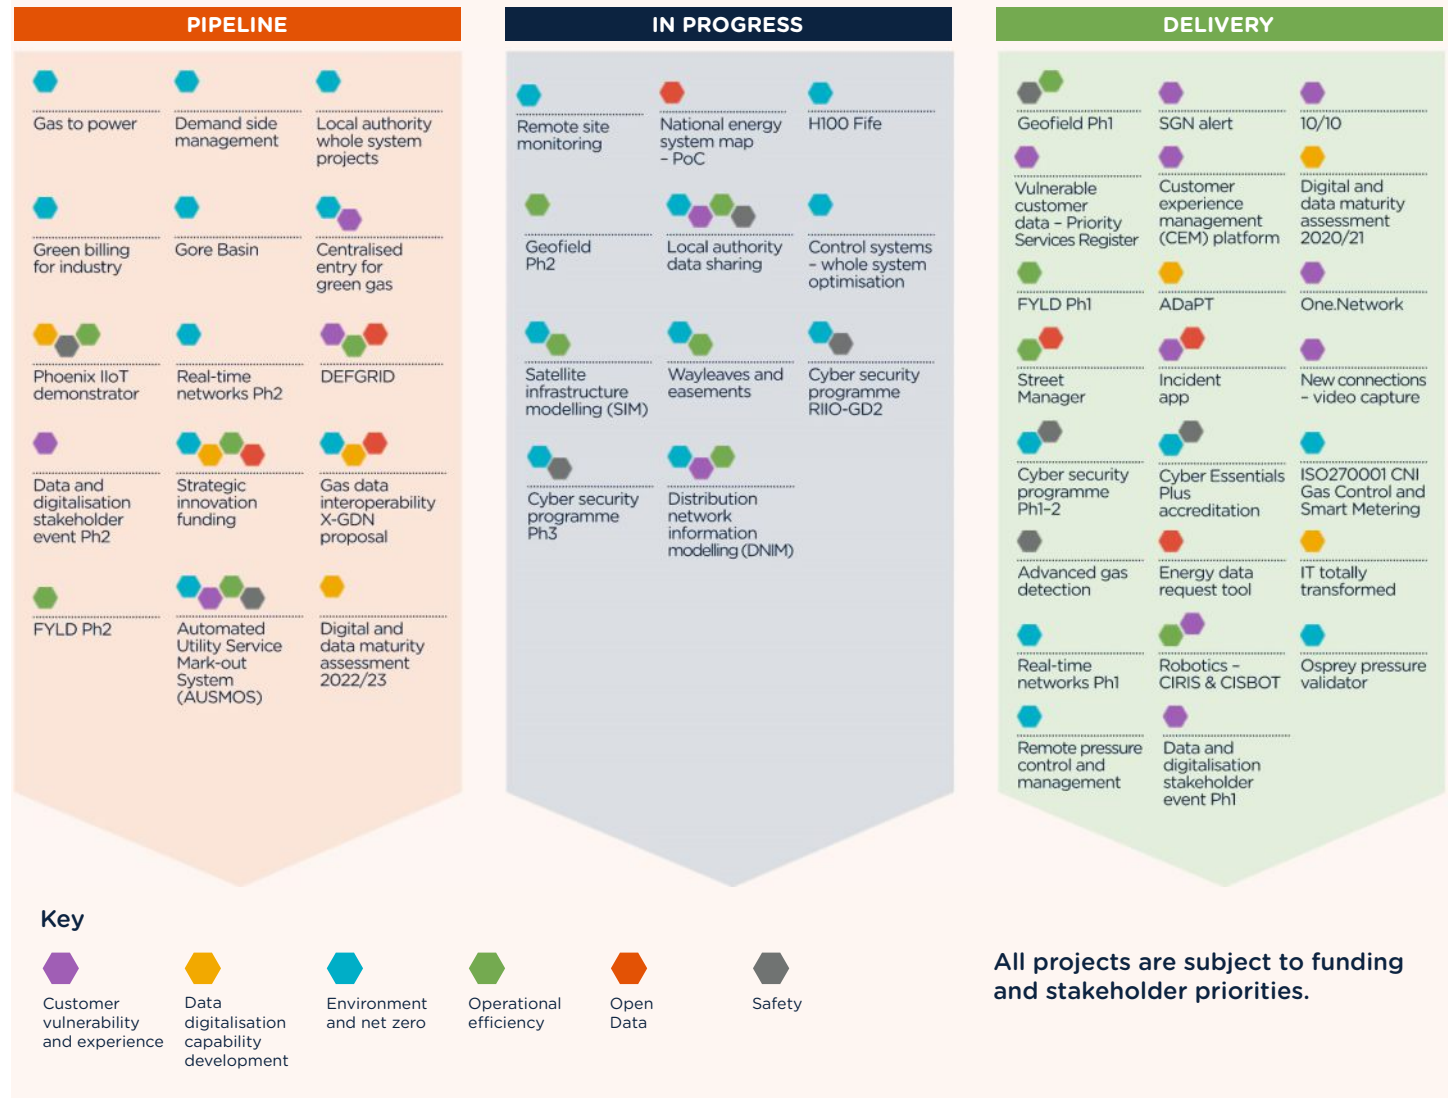 PIPELINE
Gas to power
Demand side
management
Local authority
whole system
projects
Green billing
for industry
Gore Basin
Centralised
entry for
green gas
Phoenix IIoT
demonstrator
Real-time
networks Ph2
DEFGRID
Data and
digitalisation
stakeholder
event Ph2
Strategic
innovation
funding
Gas data
interoperability
X-GDN
proposal
FYLD Ph2
Automated
Utility Service
Mark-out
System
(AUSMOS)
Digital and
data maturity
assessment
2022/23
IN PROGRESS
Remote site
monitoring
National energy
system map
– PoC
H100 Fife
Geofield
Ph2
Local authority
data sharing
Control systems
– whole system
optimisation
Satellite
infrastructure
modelling (SIM)
Wayleaves and
easements
Cyber security
programme
RIIO-GD2
Cyber security
programme
Ph3
Distribution
network
information
modelling (DNIM)
DELIVERY
Geofield Ph1
SGN alert
10/10
Vulnerable
customer
data – Priority
Services Register
Customer
experience
management
(CEM) platform
Digital and
data maturity
assessment
2020/21
FYLD Ph1
ADaPT
One.Network
Street
Manager
Incident
app
New connections
– video capture
Cyber security
programme
Ph1–2
Cyber Essentials
Plus
accreditation
ISO270001 CNI
Gas Control and
Smart Metering
Advanced gas
detection
Energy data
request tool
IT totally
transformed
Real-time
networks Ph1
Robotics –
CIRIS & CISBOT
Osprey pressure
validator
Remote pressure
control and
management
Data and
digitalisation
stakeholder
event Ph1
Key
Customer
vulnerability
and experience
Data
digitalisation
capability
development
Environment
and net zero
Operational
efficiency
Open
Data
Safety
All projects are subject to funding
and stakeholder priorities.